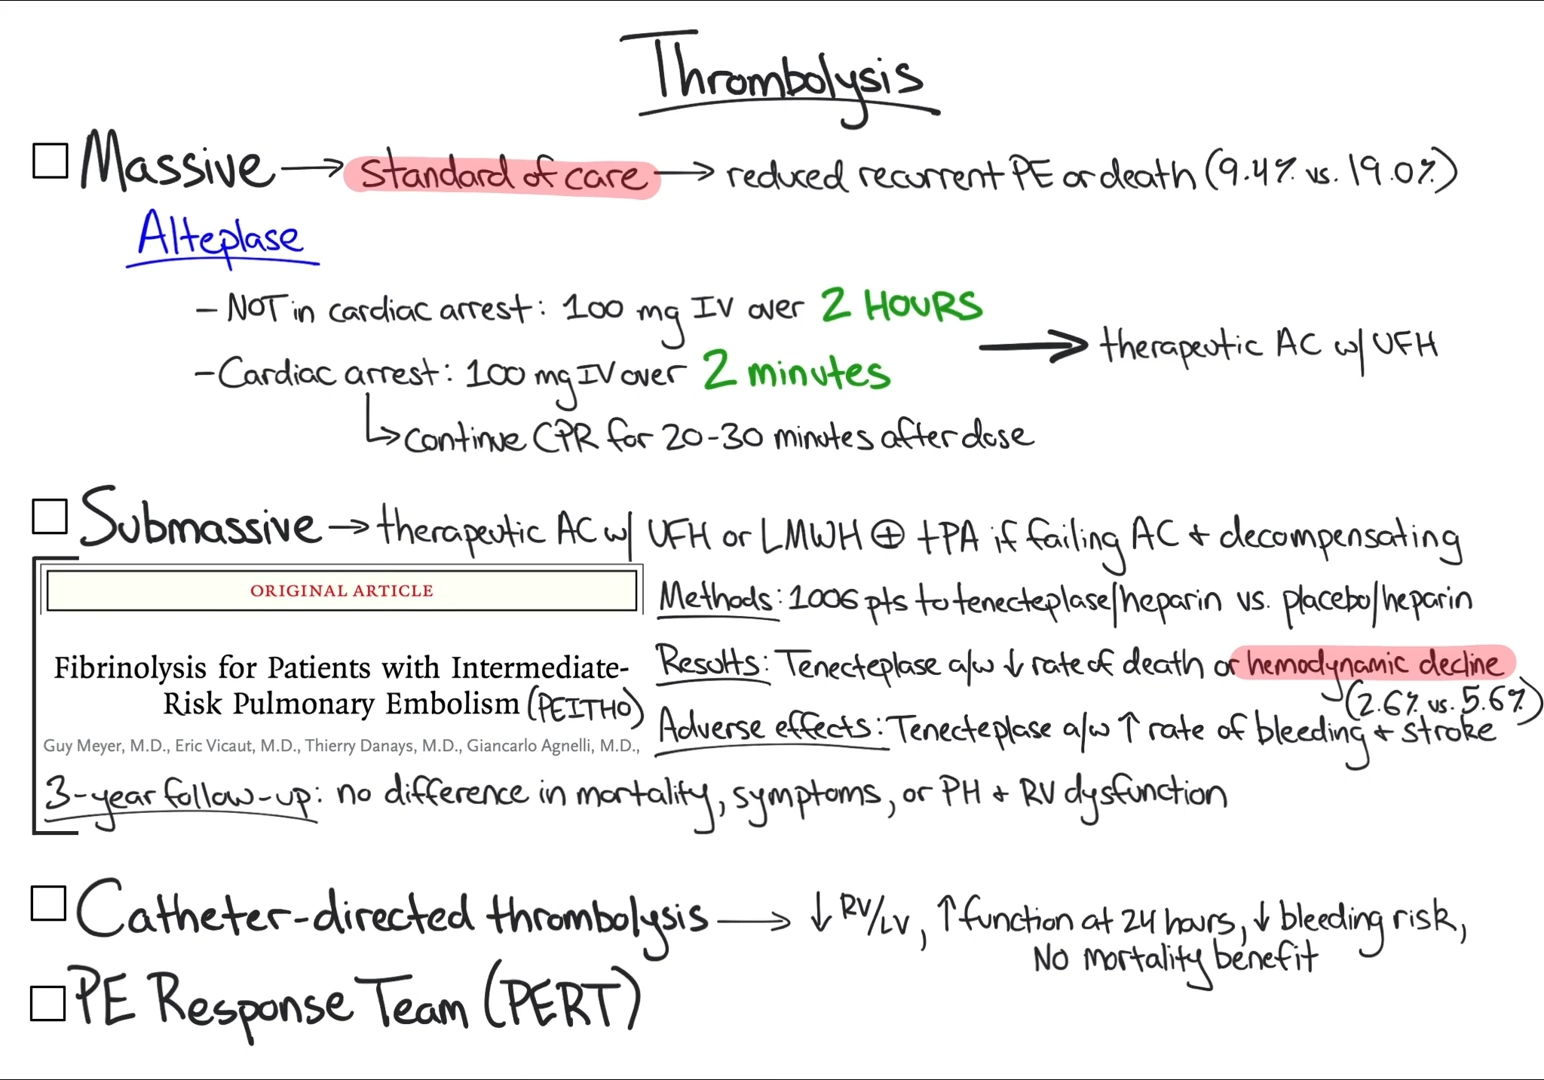 Thrombolysis
Massive → standard of care → reduced recurrent PE or death (9.4% vs. 19.0%)
Alteplase
- NOT in cardiac arrest: 100 mg IV over 2 HOURS
- Cardiac arrest: 100 mg IV over 2 minutes
→ therapeutic AC w/ UFH
↳ continue CPR for 20-30 minutes after dose
Submassive → therapeutic AC w/ UFH or LMWH ⊕ tPA if failing AC + decompensating
ORIGINAL ARTICLE
Fibrinolysis for Patients with Intermediate-
Risk Pulmonary Embolism (PEITHO)
Guy Meyer, M.D., Eric Vicaut, M.D., Thierry Danays, M.D., Giancarlo Agnelli, M.D.,
Methods: 1006 pts to tenecteplase/heparin vs. placebo/heparin
Results: Tenecteplase a/w ↓ rate of death or hemodynamic decline
(2.6% vs. 5.6%)
Adverse effects: Tenecteplase a/w ↑ rate of bleeding + stroke
3-year follow-up: no difference in mortality, symptoms, or PH + RV dysfunction
Catheter-directed thrombolysis → ↓ RV/LV, ↑ function at 24 hours, ↓ bleeding risk,
No mortality benefit
PE Response Team (PERT)